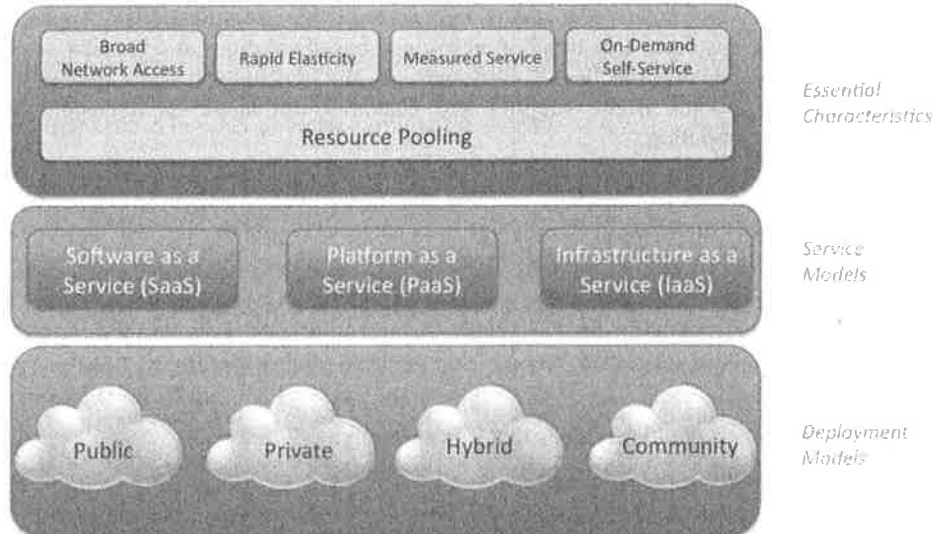 Broad
Network Access
Rapid Elasticity
Measured Service
On-Demand
Self-Service
Essential
Characteristics
Resource Pooling
Software as a
Service (SaaS)
Platform as a
Service (PaaS)
Infrastructure as a
Service (IaaS)
Service
Models
Public
Private
Hybrid
Community
Deployment
Models